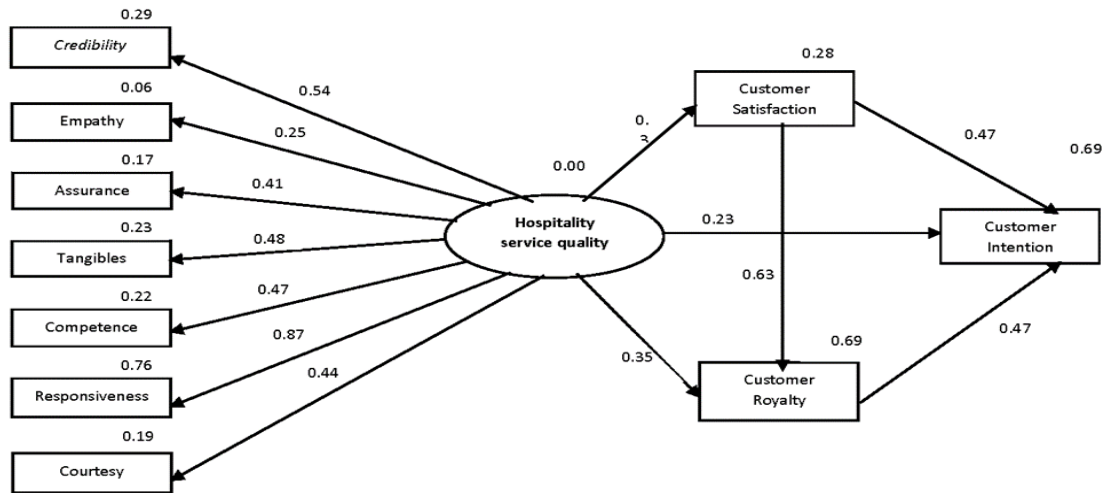 0.29
Credibility
0.54
0.06
Empathy
0.25
0.17
Assurance
0.41
0.23
Tangibles
0.48
0.22
Competence
0.47
0.76
Responsiveness
0.87
0.19
Courtesy
0.44
0.00
Hospitality
service quality
0.28
Customer
Satisfaction
0.47
0.69
0.23
Customer
Intention
0.63
0.35
0.69
Customer
Royalty
0.47